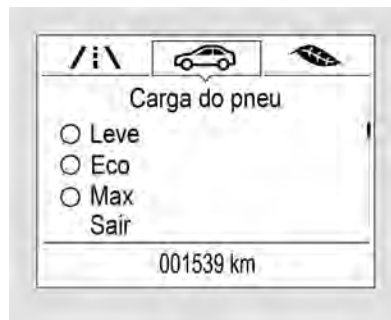 Carga do pneu
Leve
Eco
Max
Sair
001539 km